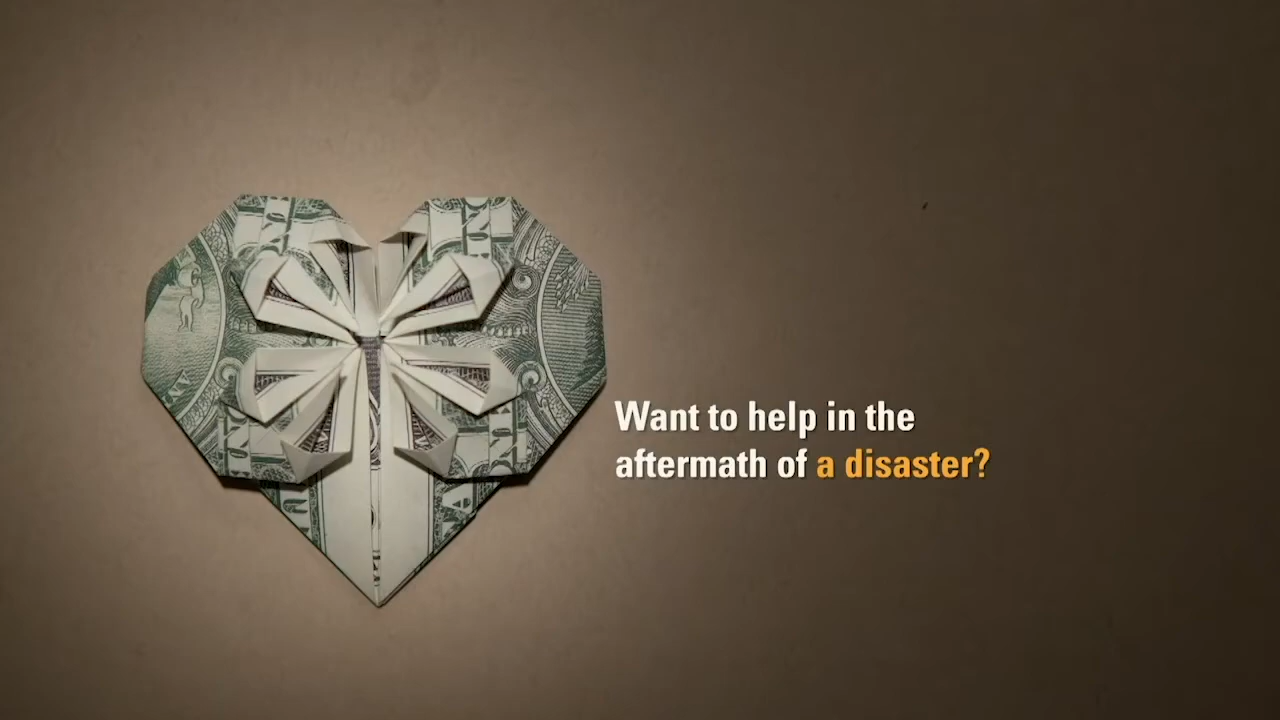 Want to help in the
aftermath of a disaster?